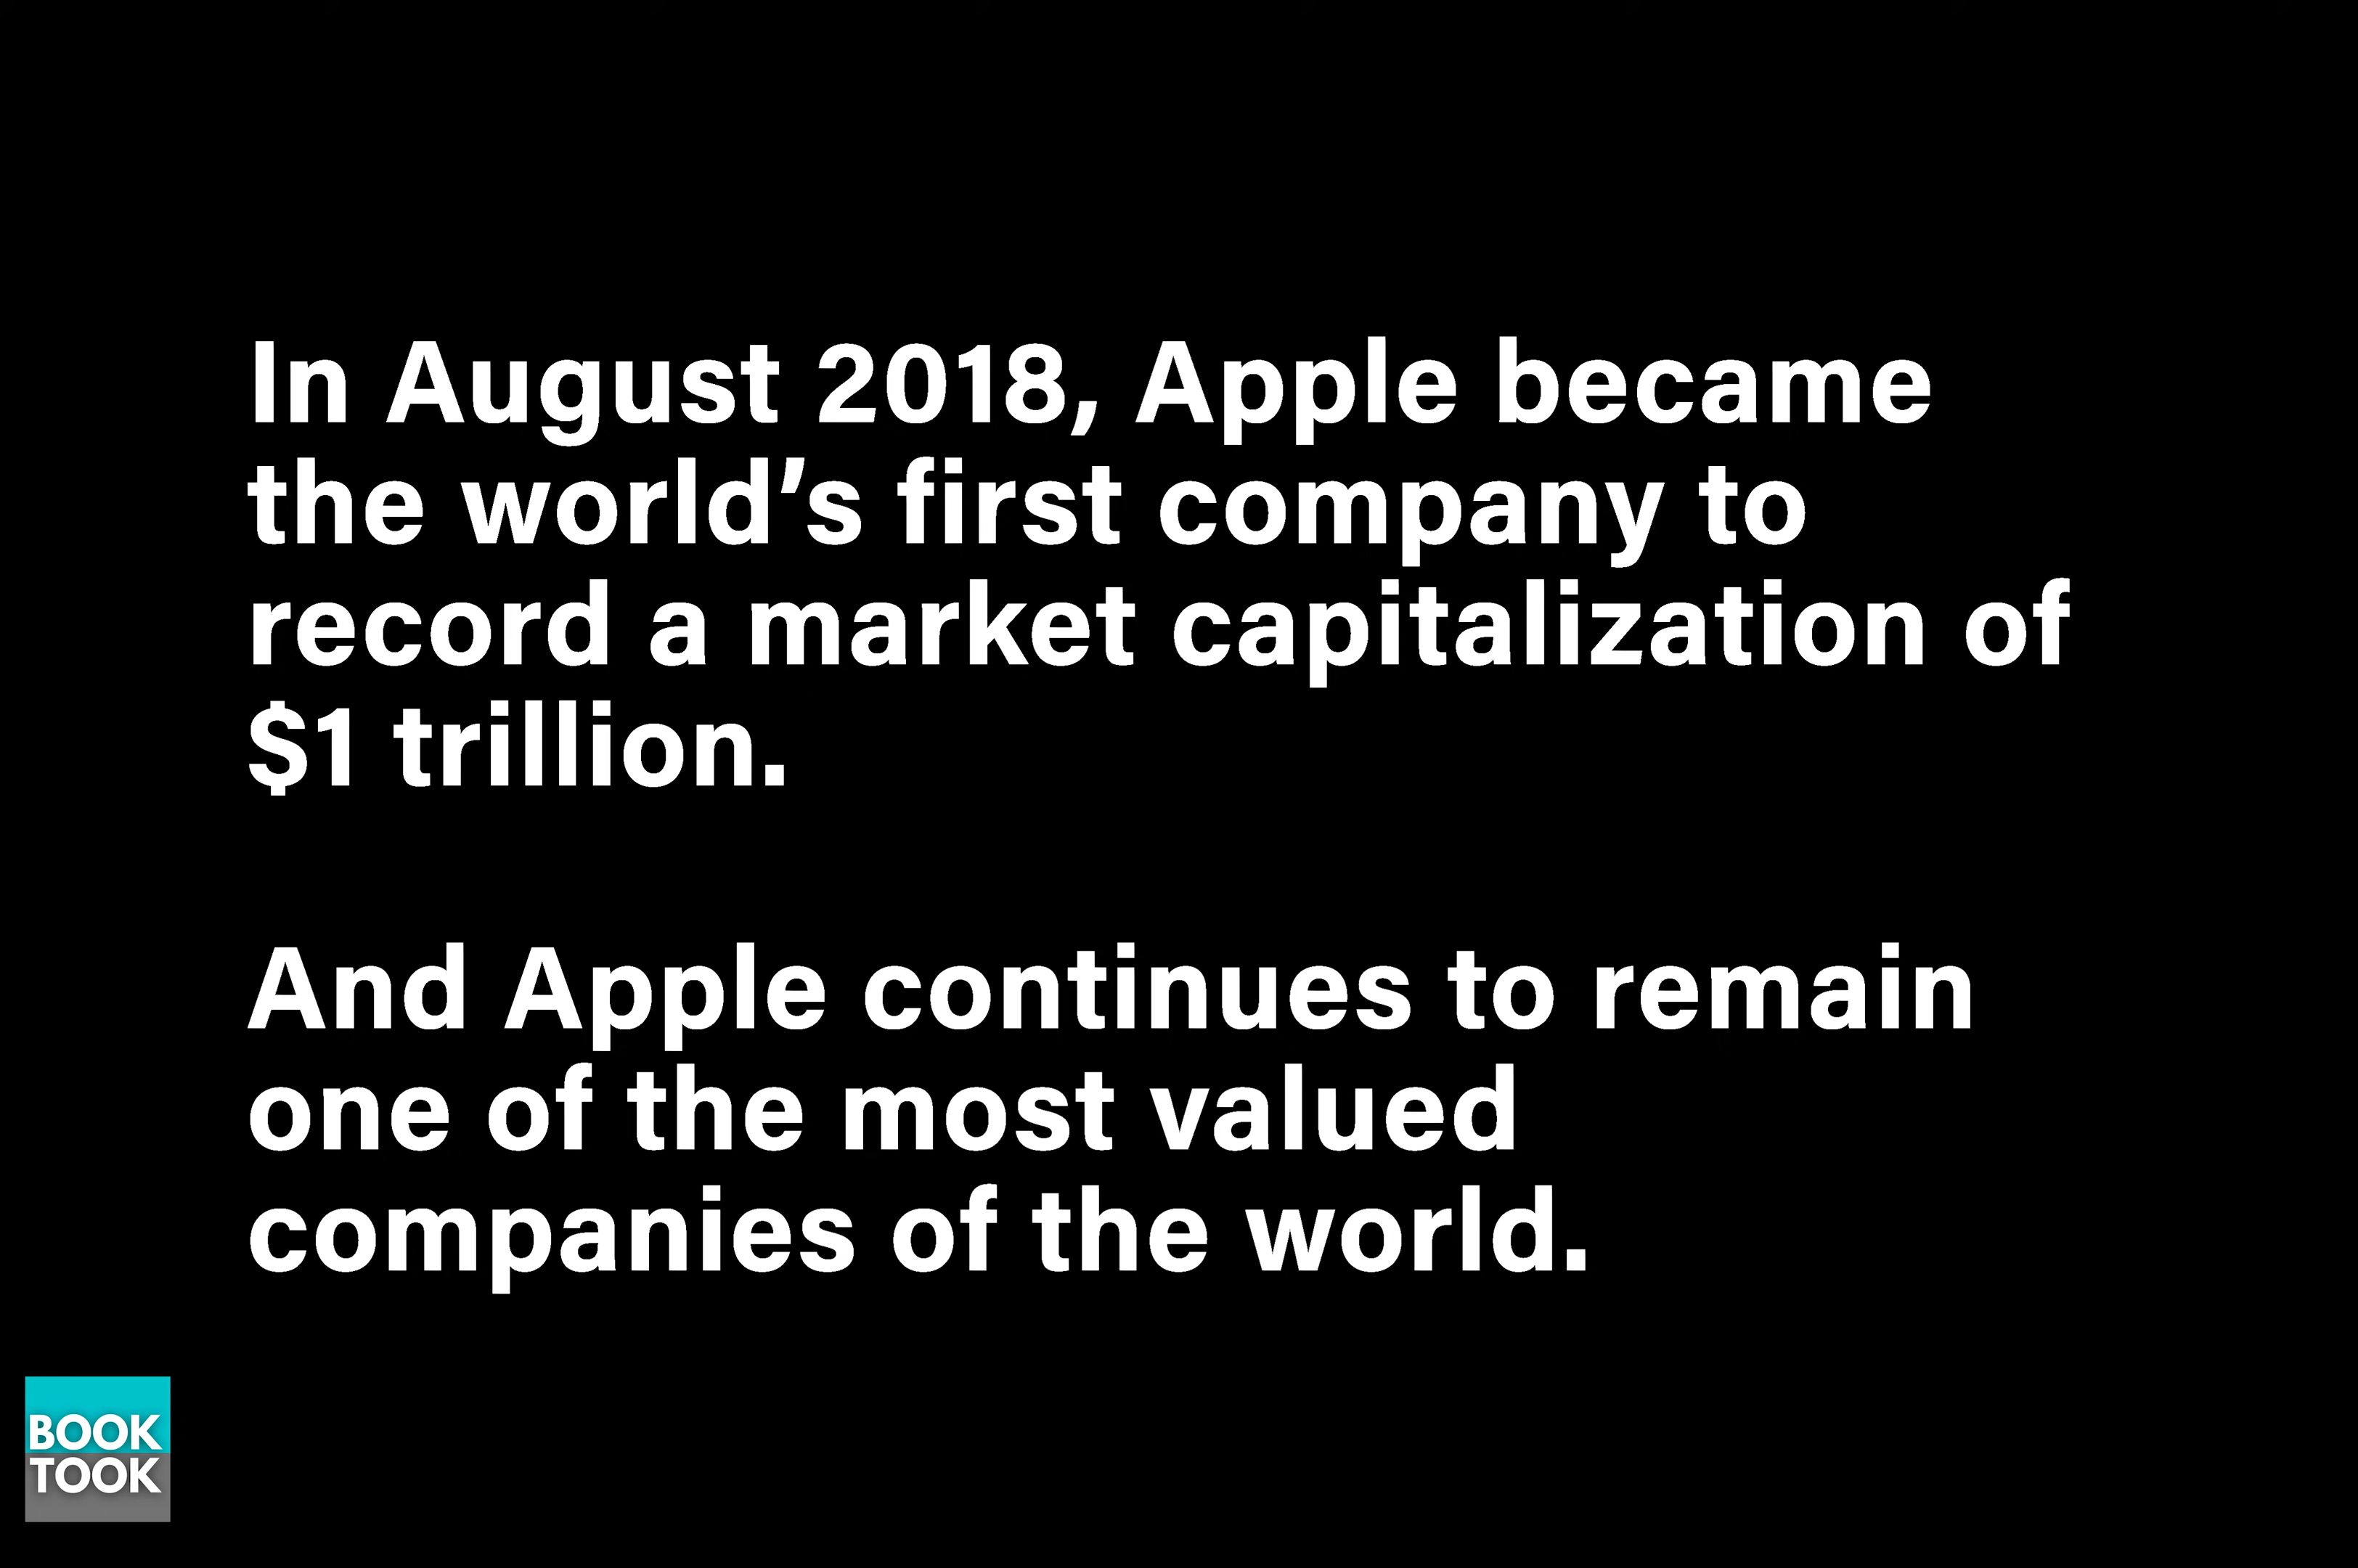 In August 2018, Apple became
the world’s first company to
record a market capitalization of
$1 trillion.
And Apple continues to remain
one of the most valued
companies of the world.
BOOK
TOOK